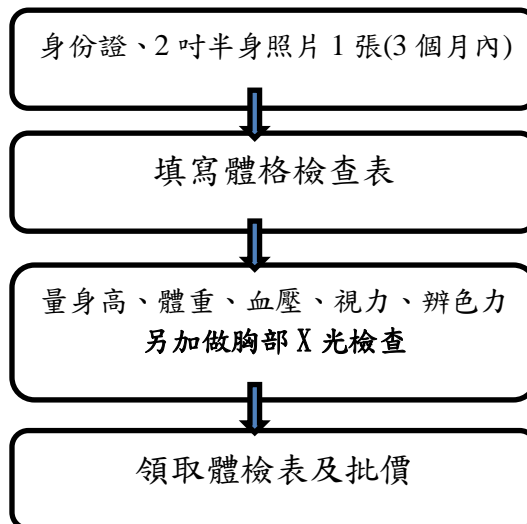 身份證、2 吋半身照片 1 張(3 個月內)
填寫體格檢查表
量身高、體重、血壓、視力、辨色力
另加做胸部 X 光檢查
領取體檢表及批價